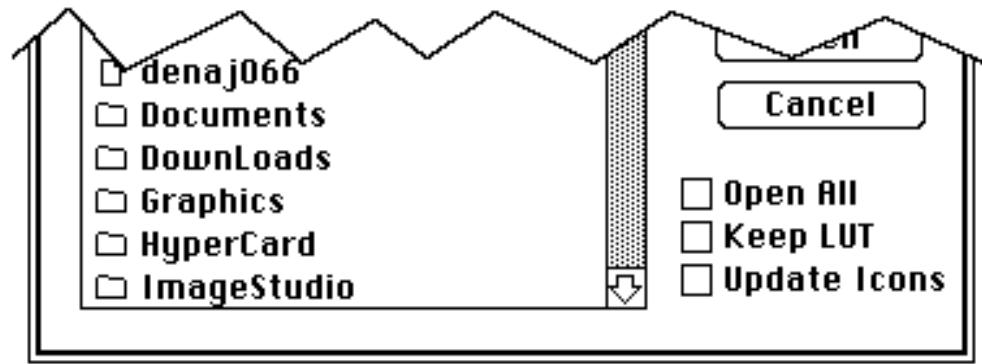 denaj066
Documents
DownLoads
Graphics
HyperCard
ImageStudio
Cancel
Open All
Keep LUT
Update Icons